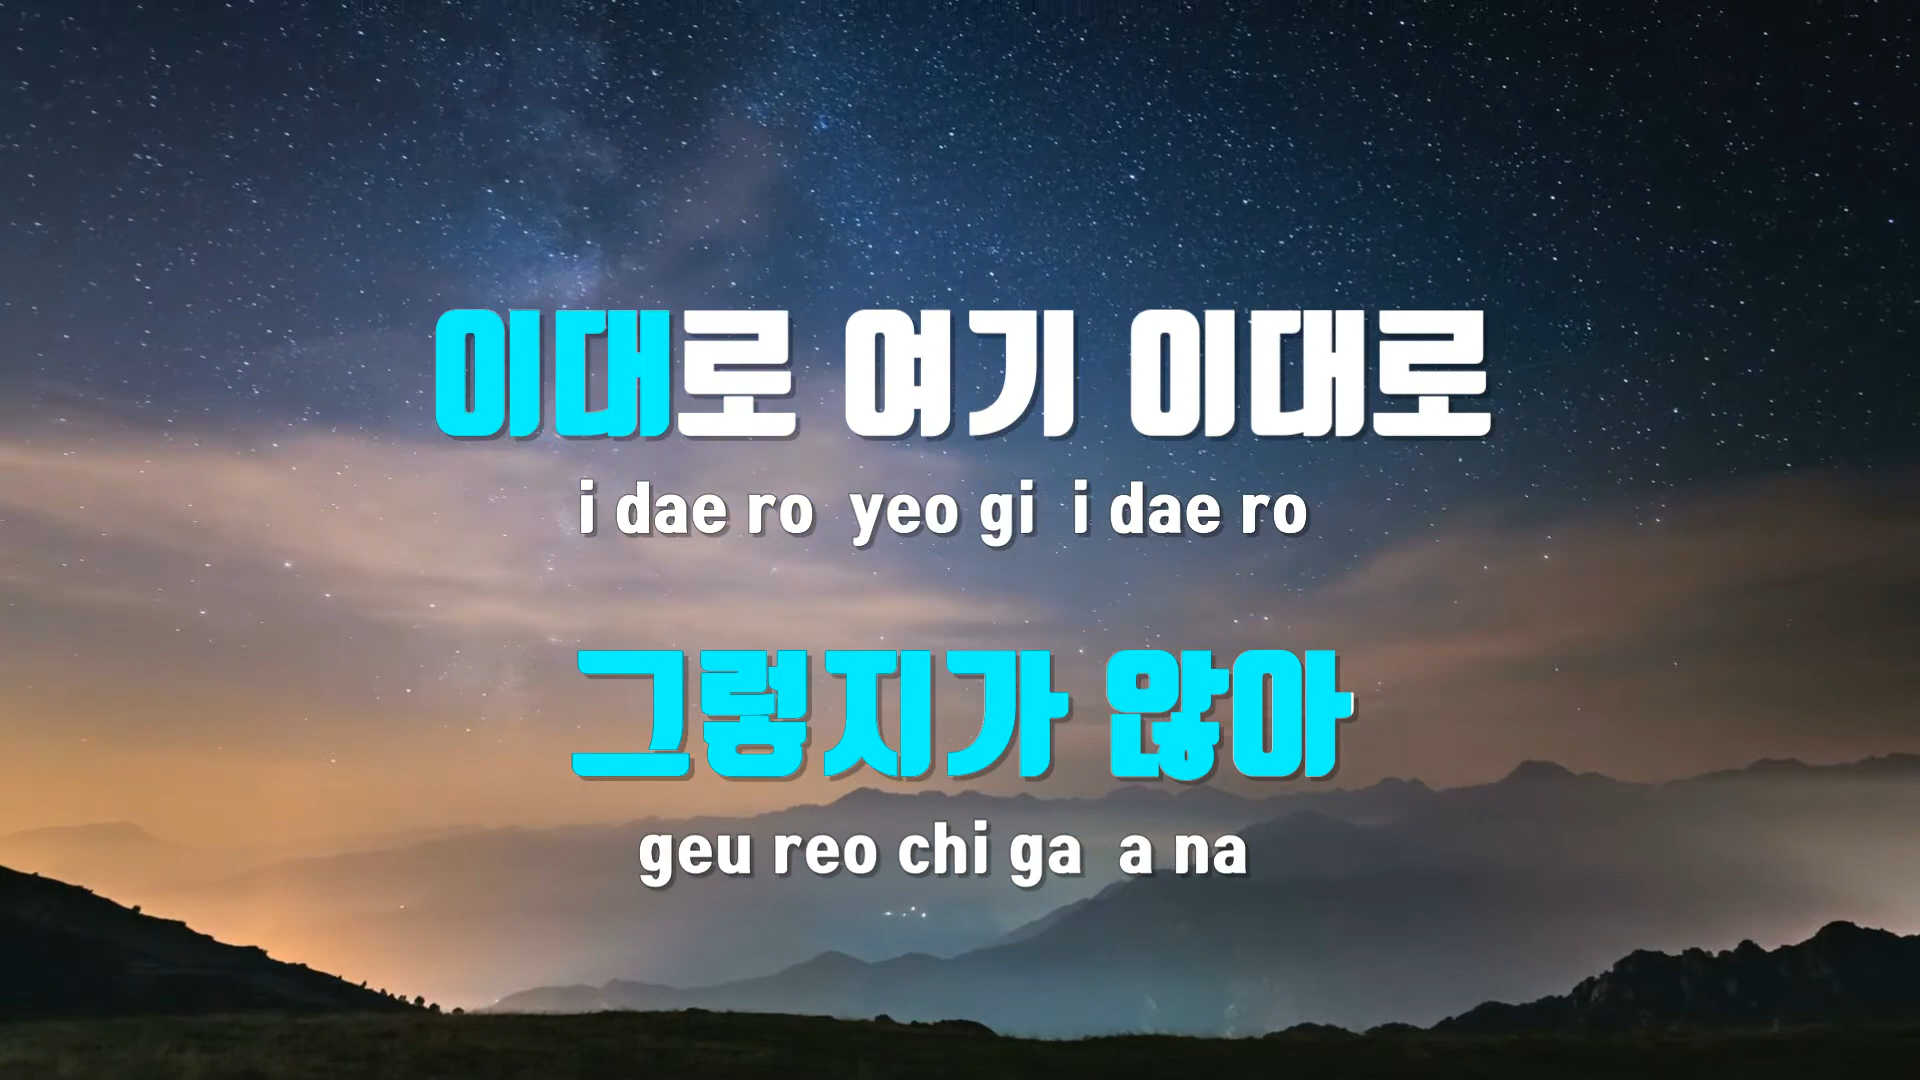 이대로 여기 이대로
i dae ro yeo gi i dae ro
그렇지가 않아
geu reo chi ga a na